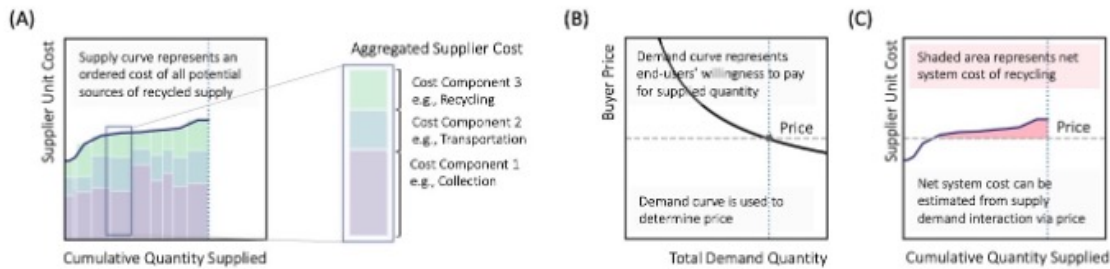 (A)
Supplier Unit Cost
Supply curve represents an
ordered cost of all potential
sources of recycled supply
Cumulative Quantity Supplied
Aggregated Supplier Cost
Cost Component 3
e.g., Recycling
Cost Component 2
e.g., Transportation
Cost Component 1
e.g., Collection
(B)
Buyer Price
Demand curve represents
end-users' willingness to pay
for supplied quantity
Price
Demand curve is used to
determine price
Total Demand Quantity
(C)
Supplier Unit Cost
Shaded area represents net
system cost of recycling
Price
Net system cost can be
estimated from supply
demand interaction via price
Cumulative Quantity Supplied